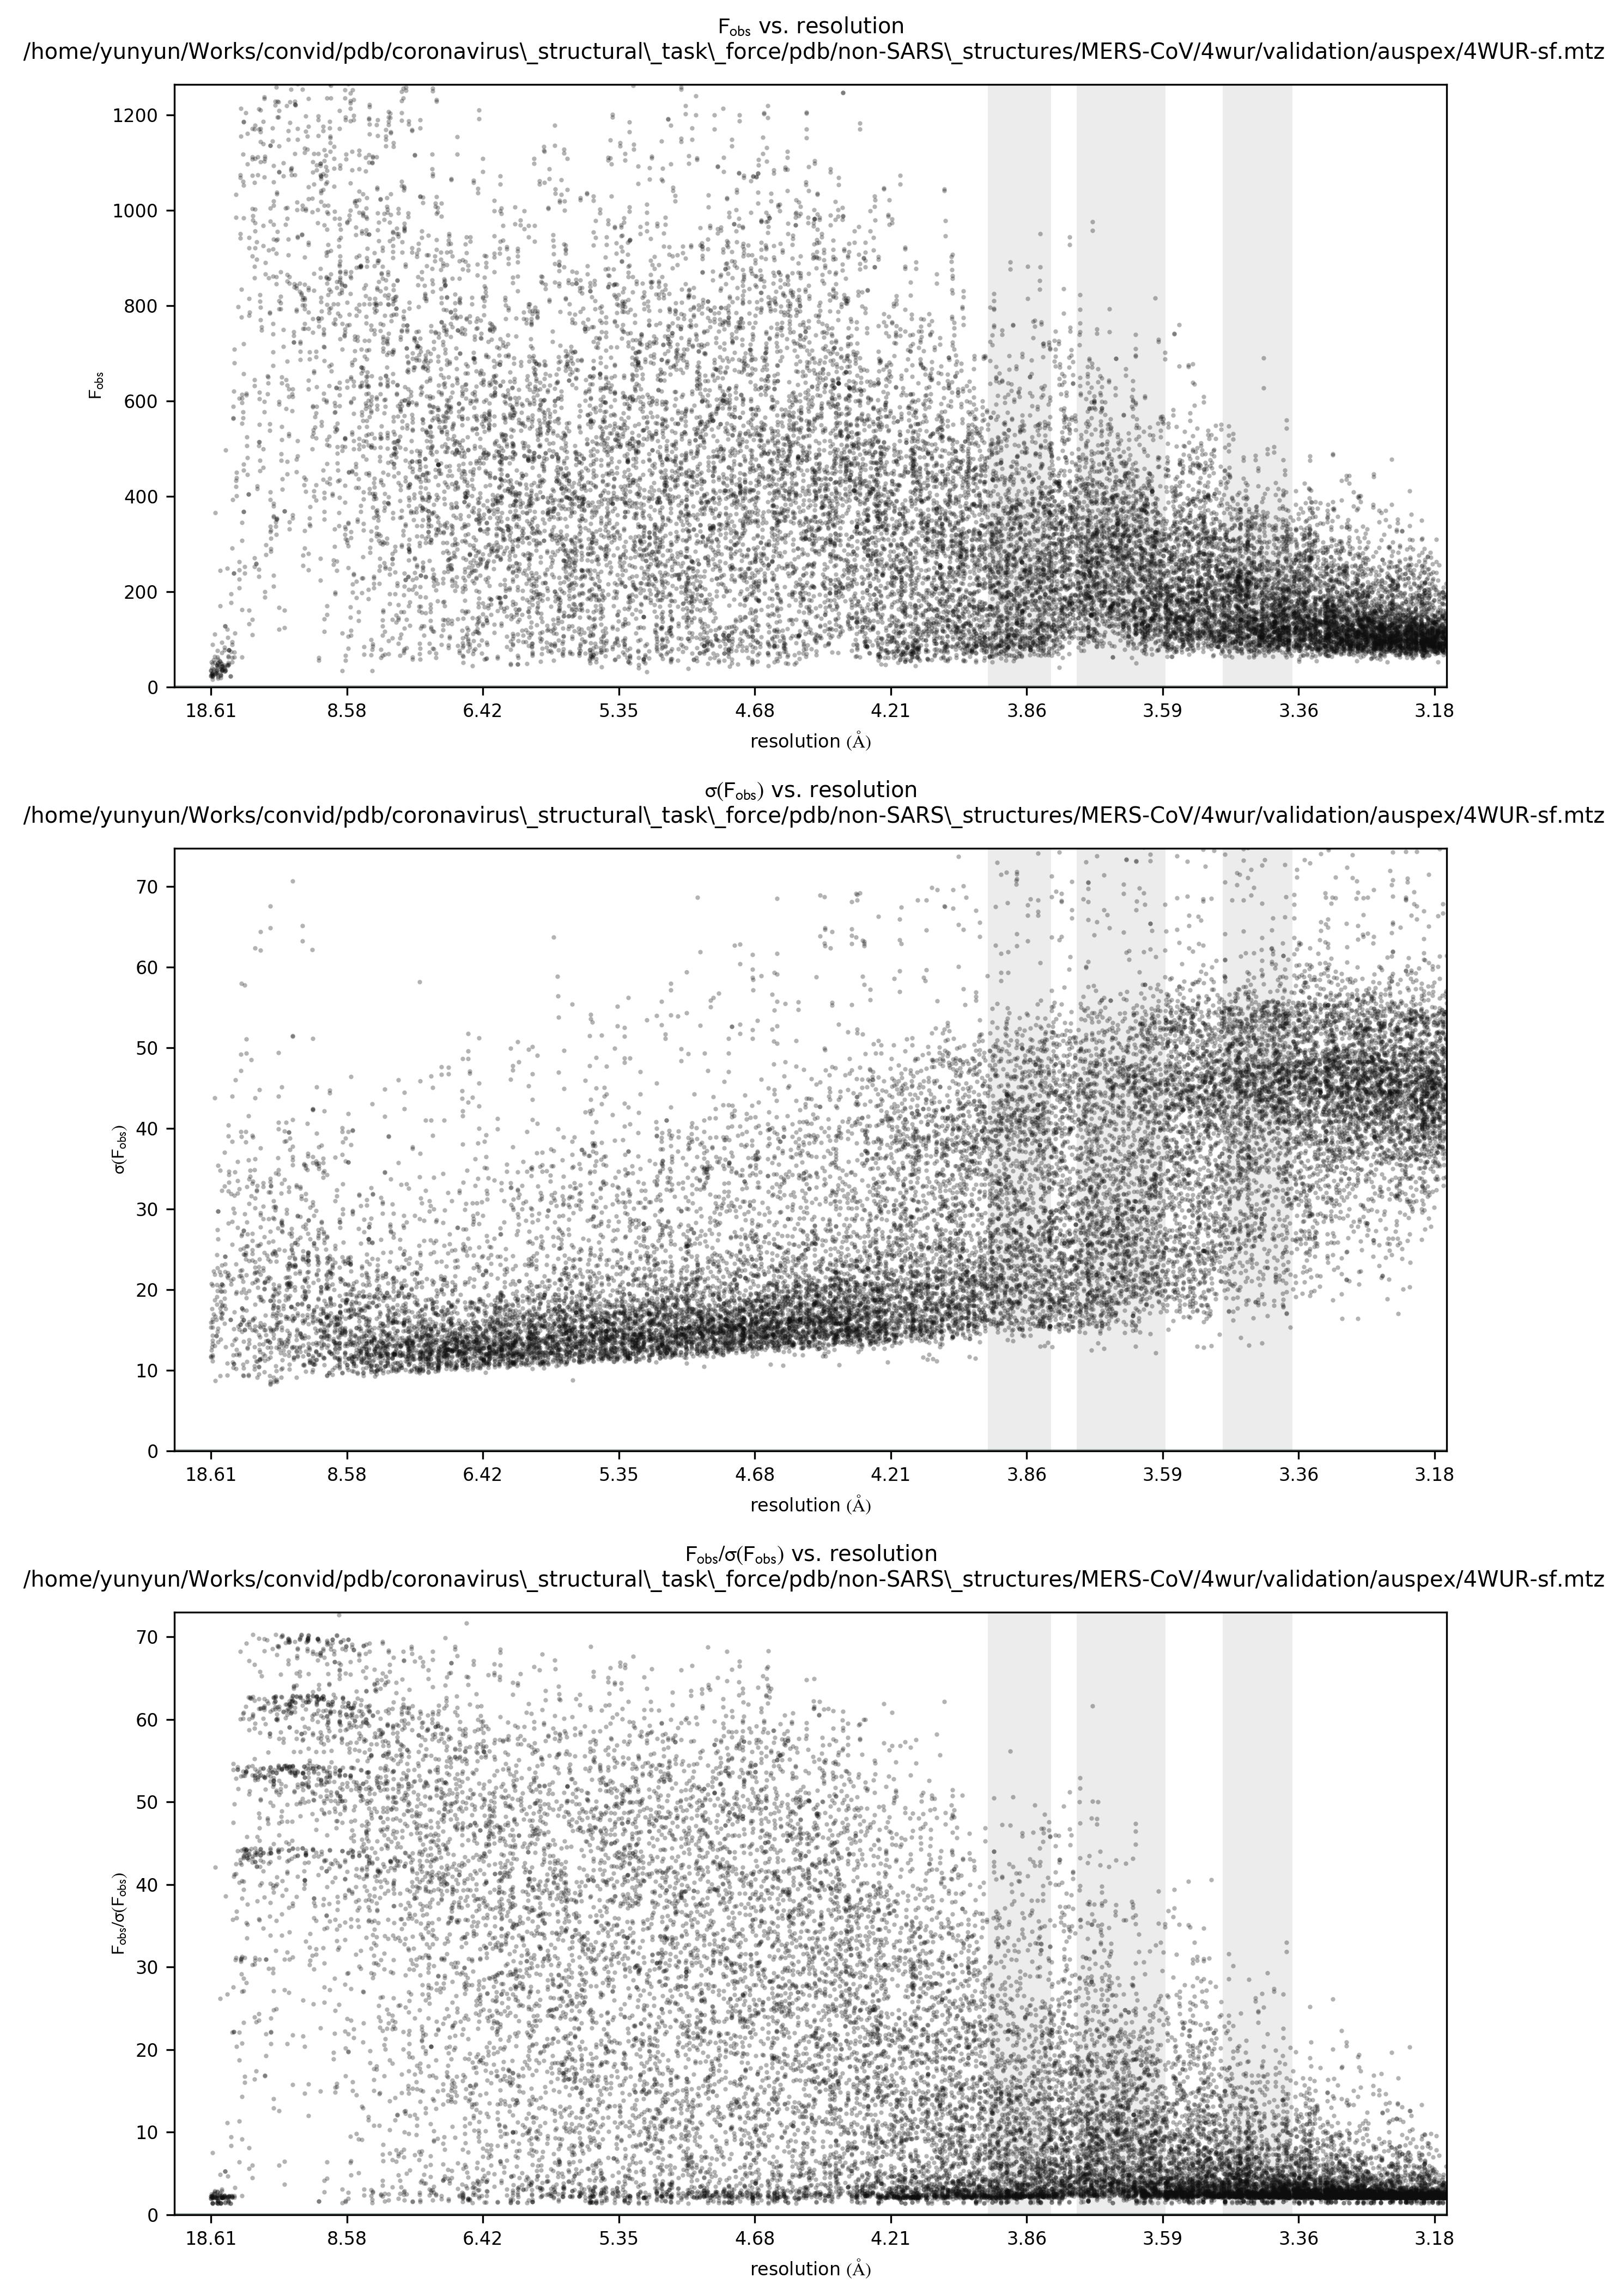 F_obs vs. resolution
/home/yunyun/Works/convid/pdb/coronavirus\_structural\_task\_force/pdb/non-SARS\_structures/MERS-CoV/4wur/validation/auspex/4WUR-sf.mtz
1200
1000
800
600
400
200
0
F_obs
18.61 8.58 6.42 5.35 4.68 4.21 3.86 3.59 3.36 3.18
resolution (Å)
σ(F_obs) vs. resolution
/home/yunyun/Works/convid/pdb/coronavirus\_structural\_task\_force/pdb/non-SARS\_structures/MERS-CoV/4wur/validation/auspex/4WUR-sf.mtz
70
60
50
40
30
20
10
0
σ(F_obs)
18.61 8.58 6.42 5.35 4.68 4.21 3.86 3.59 3.36 3.18
resolution (Å)
F_obs/σ(F_obs) vs. resolution
/home/yunyun/Works/convid/pdb/coronavirus\_structural\_task\_force/pdb/non-SARS\_structures/MERS-CoV/4wur/validation/auspex/4WUR-sf.mtz
70
60
50
40
30
20
10
0
F_obs/σ(F_obs)
18.61 8.58 6.42 5.35 4.68 4.21 3.86 3.59 3.36 3.18
resolution (Å)